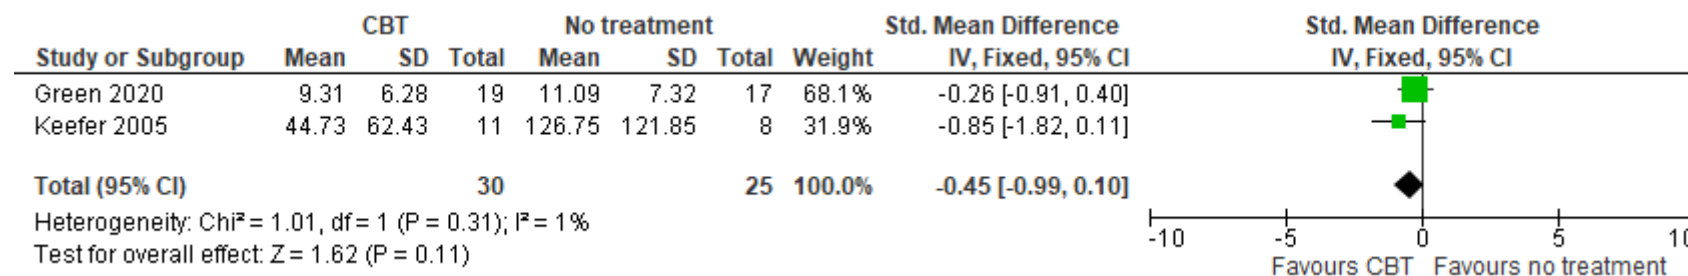 CBT No treatment Std. Mean Difference Std. Mean Difference
Study or Subgroup Mean SD Total Mean SD Total Weight IV, Fixed, 95% CI IV, Fixed, 95% CI
Green 2020 9.31 6.28 19 11.09 7.32 17 68.1% -0.26 [-0.91, 0.40]
Keefer 2005 44.73 62.43 11 126.75 121.85 8 31.9% -0.85 [-1.82, 0.11]
Total (95% CI) 30 25 100.0% -0.45 [-0.99, 0.10]
Heterogeneity: Chi² = 1.01, df = 1 (P = 0.31); I² = 1%
Test for overall effect: Z = 1.62 (P = 0.11)
-10 -5 0 5 10
Favours CBT Favours no treatment